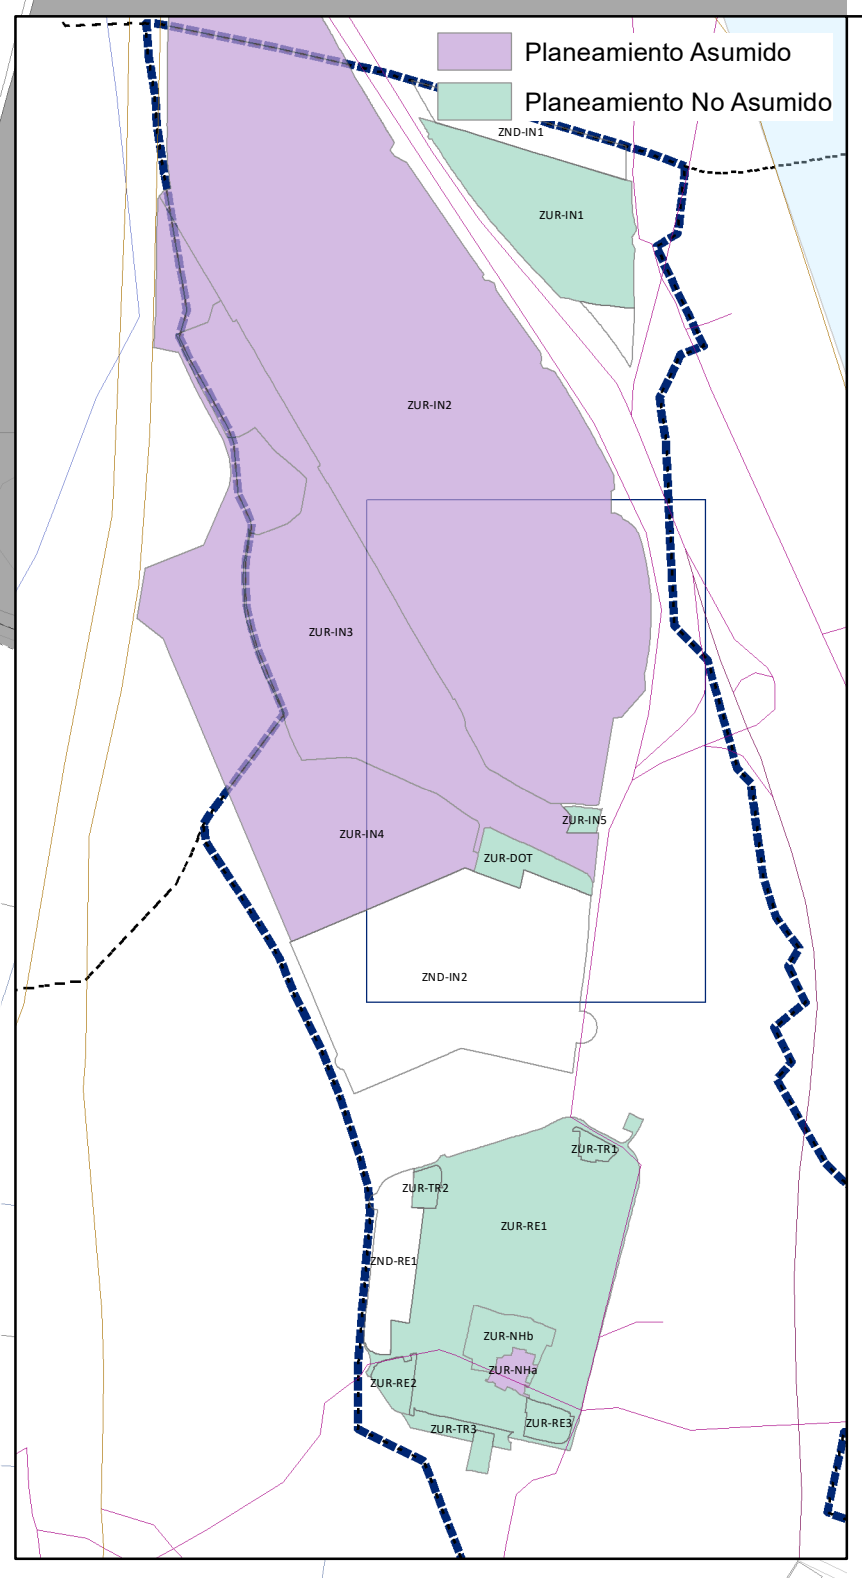 Planeamiento Asumido
Planeamiento No Asumido
ZND-IN1
ZUR-IN1
ZUR-IN2
ZUR-IN3
ZUR-IN5
ZUR-IN4
ZUR-DOT
ZND-IN2
ZUR-TR1
ZUR-TR2
ZUR-RE1
ZND-RE1
ZUR-NHb
ZUR-NHa
ZUR-RE2
ZUR-RE3
ZUR-TR3